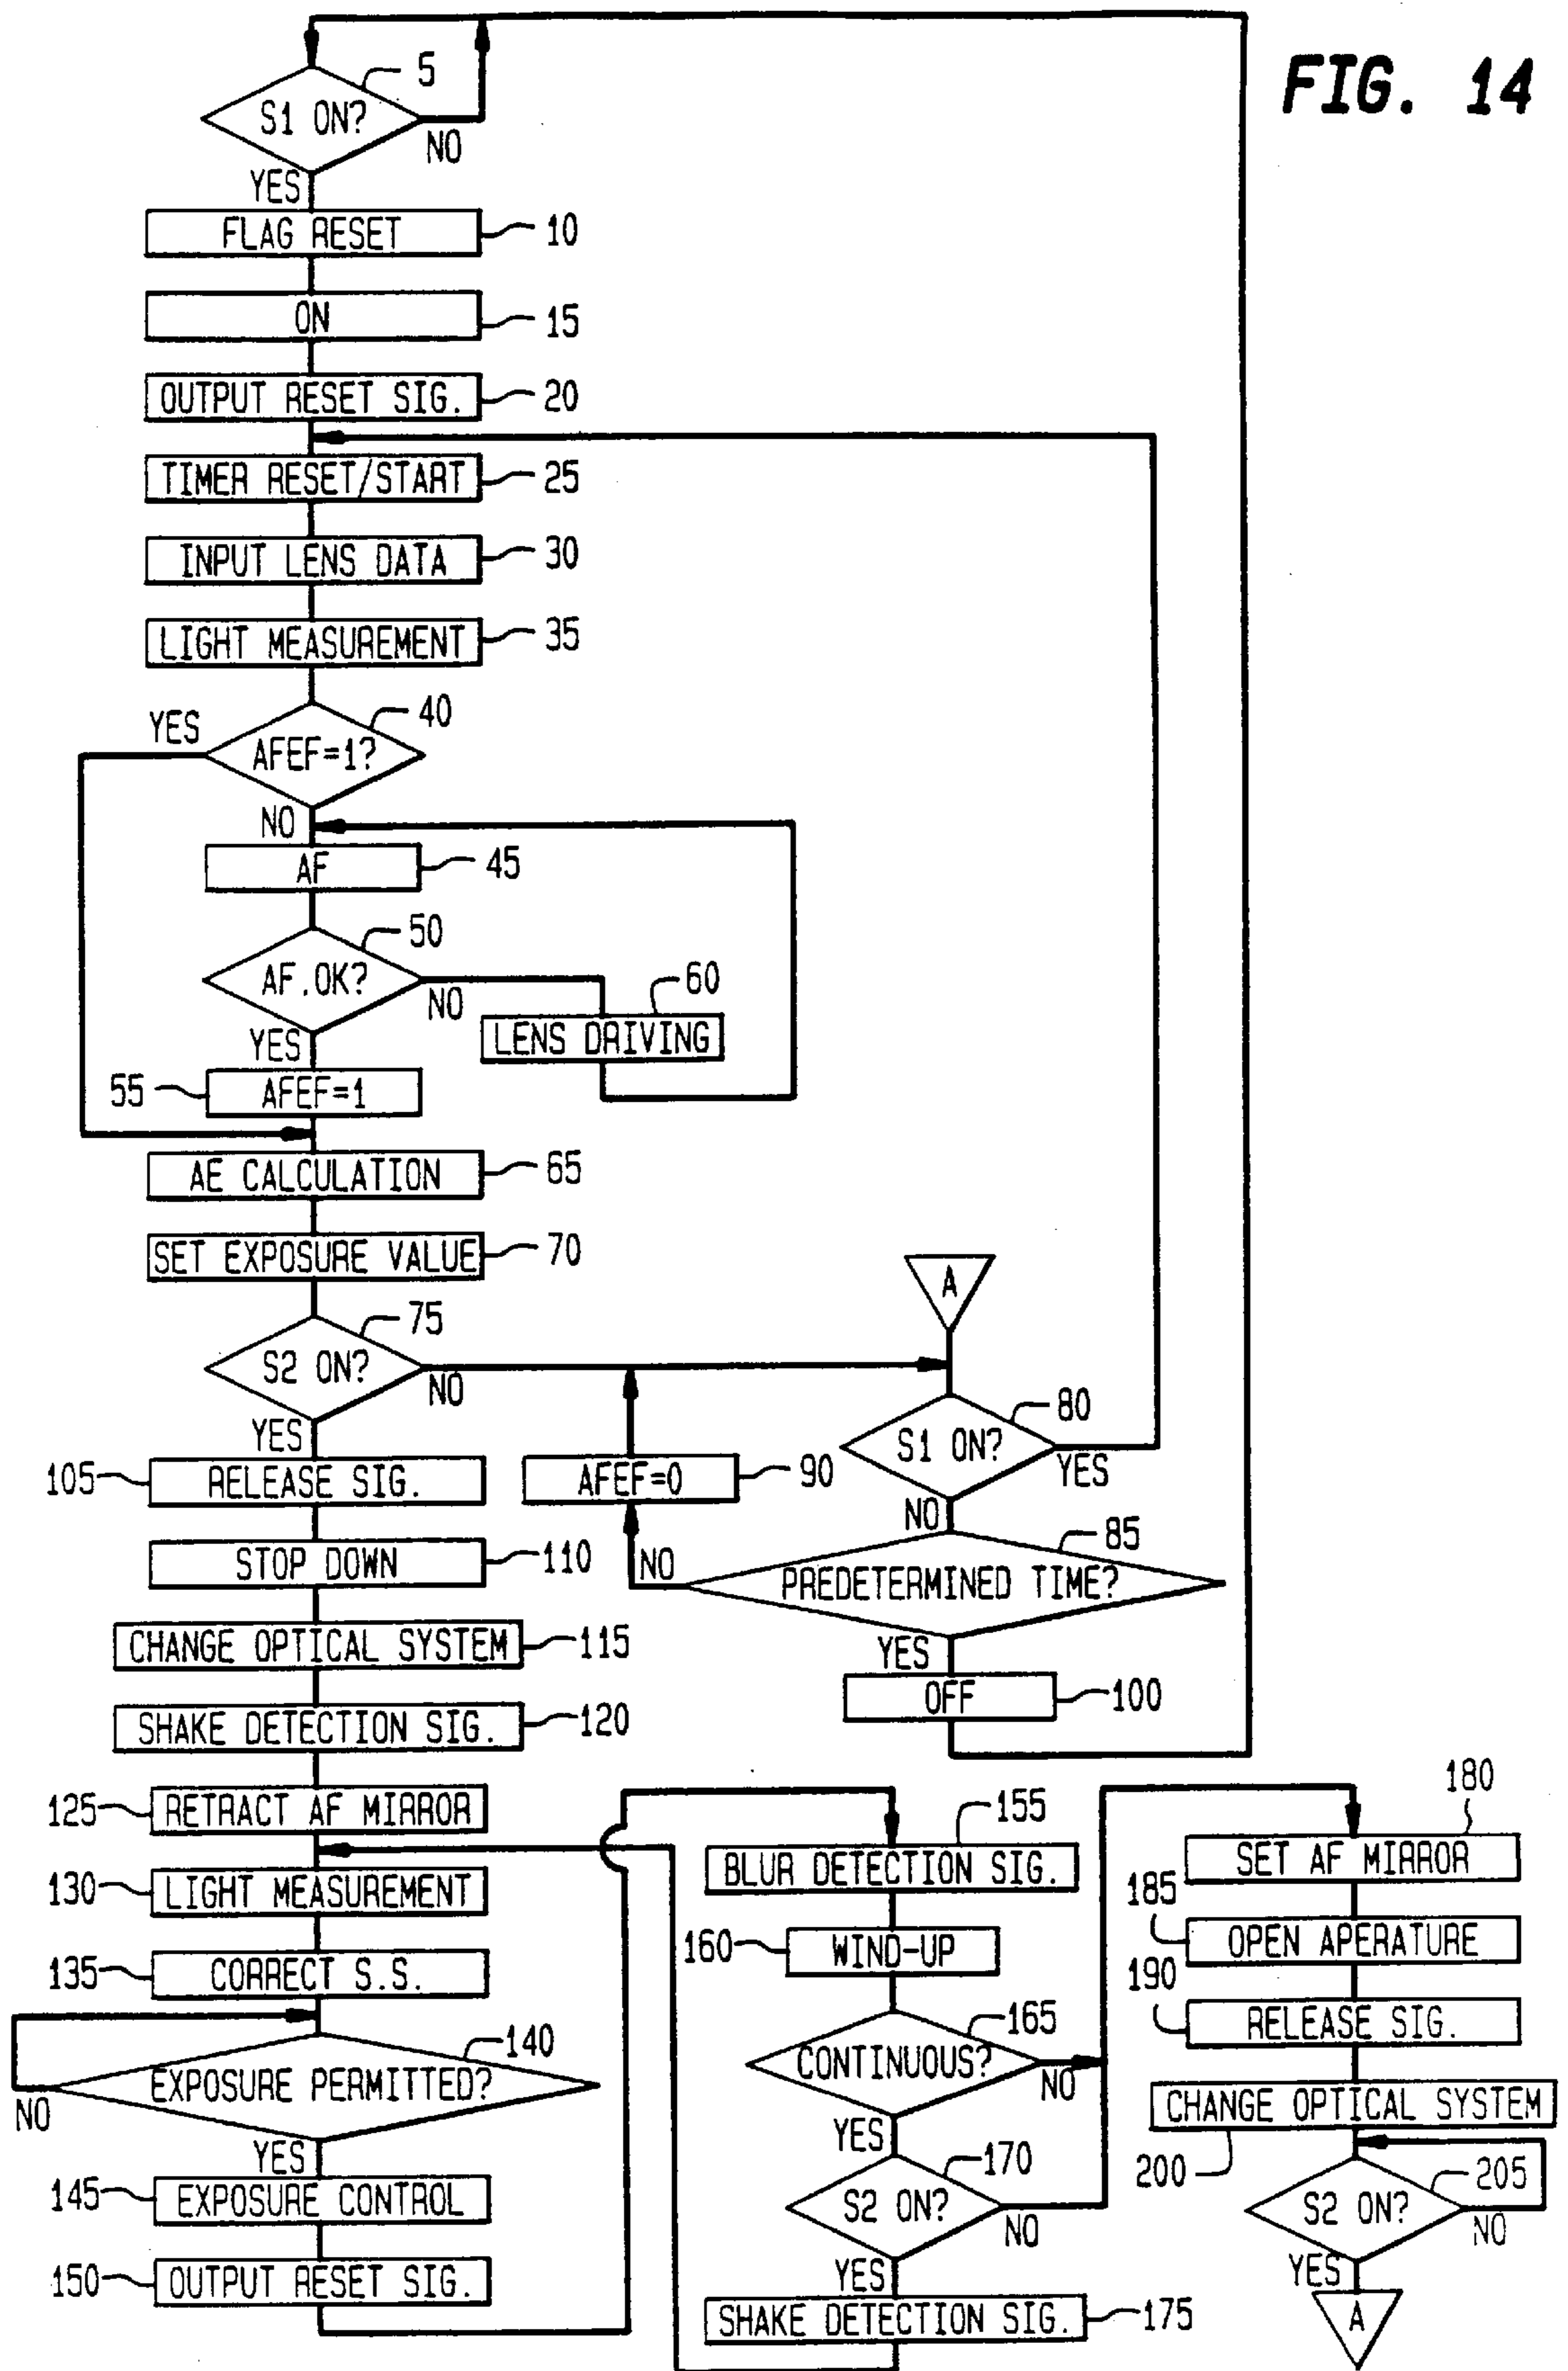 FIG. 14
5
S1 ON?
NO
YES
FLAG RESET
10
ON
15
OUTPUT RESET SIG.
20
TIMER RESET/START
25
INPUT LENS DATA
30
LIGHT MEASUREMENT
35
40
YES
AFEF=1?
NO
AF
45
50
AF.OK?
NO
60
LENS DRIVING
YES
55
AFEF=1
AE CALCULATION
65
SET EXPOSURE VALUE
70
75
S2 ON?
NO
YES
A
80
S1 ON?
YES
NO
AFEF=0
90
85
PREDETERMINED TIME?
NO
YES
OFF
100
105
RELEASE SIG.
STOP DOWN
110
CHANGE OPTICAL SYSTEM
115
SHAKE DETECTION SIG.
120
125
RETRACT AF MIRROR
130
LIGHT MEASUREMENT
135
CORRECT S.S.
140
EXPOSURE PERMITTED?
NO
YES
145
EXPOSURE CONTROL
150
OUTPUT RESET SIG.
155
BLUR DETECTION SIG.
160
WIND-UP
165
CONTINUOUS?
NO
YES
170
S2 ON?
NO
YES
SHAKE DETECTION SIG.
175
180
SET AF MIRROR
185
OPEN APERATURE
190
RELEASE SIG.
CHANGE OPTICAL SYSTEM
200
205
S2 ON?
NO
YES
A